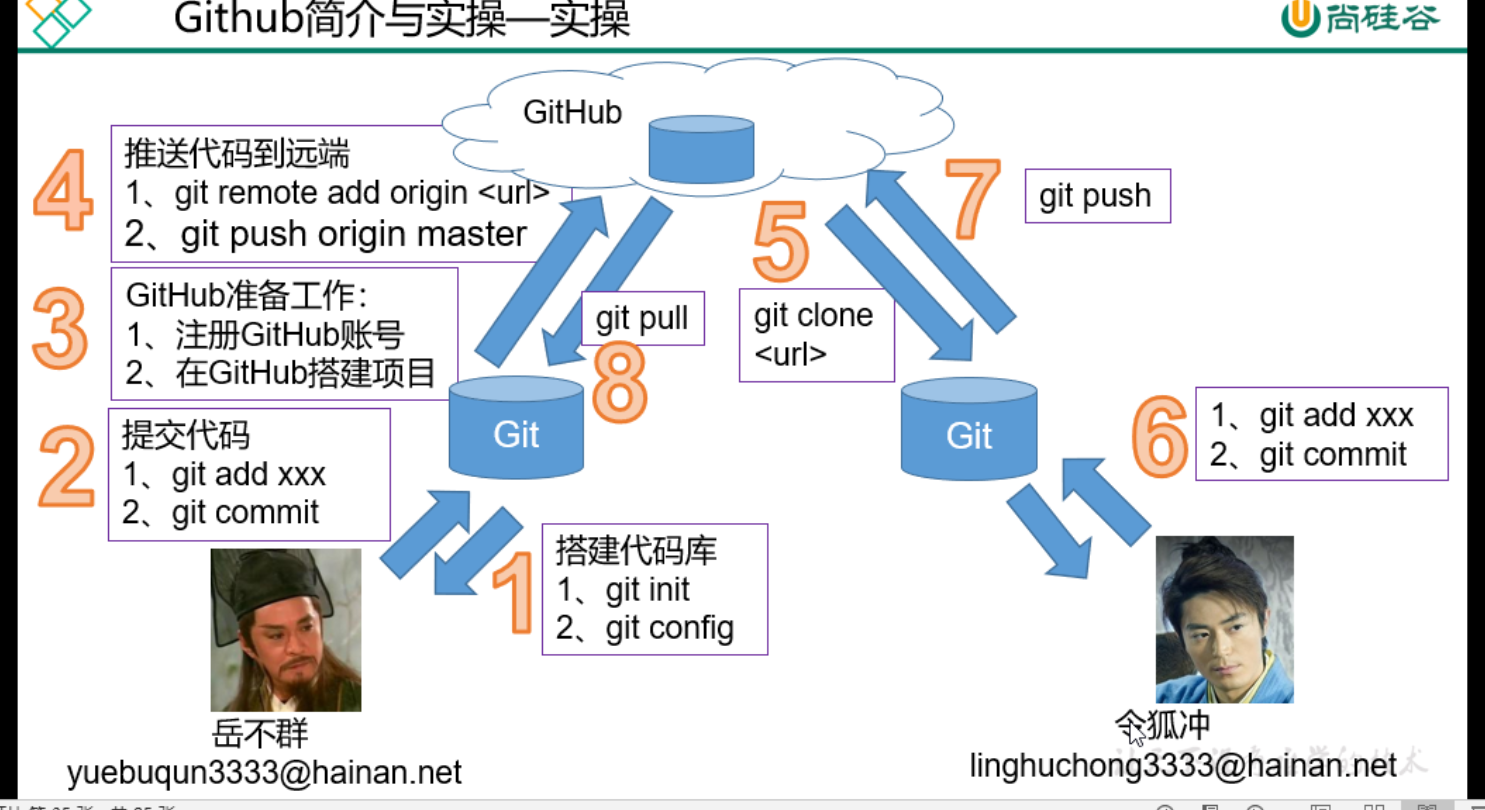 Github简介与实操—实操
尚硅谷
GitHub
4
推送代码到远端
1、git remote add origin <url>
2、git push origin master
3
GitHub准备工作：
1、注册GitHub账号
2、在GitHub搭建项目
2
提交代码
1、git add xxx
2、git commit
1
搭建代码库
1、git init
2、git config
Git
git pull
8
5
git clone
<url>
7
git push
Git
6
1、git add xxx
2、git commit
岳不群
yuebuqun3333@hainan.net
令狐冲
linghuchong3333@hainan.net